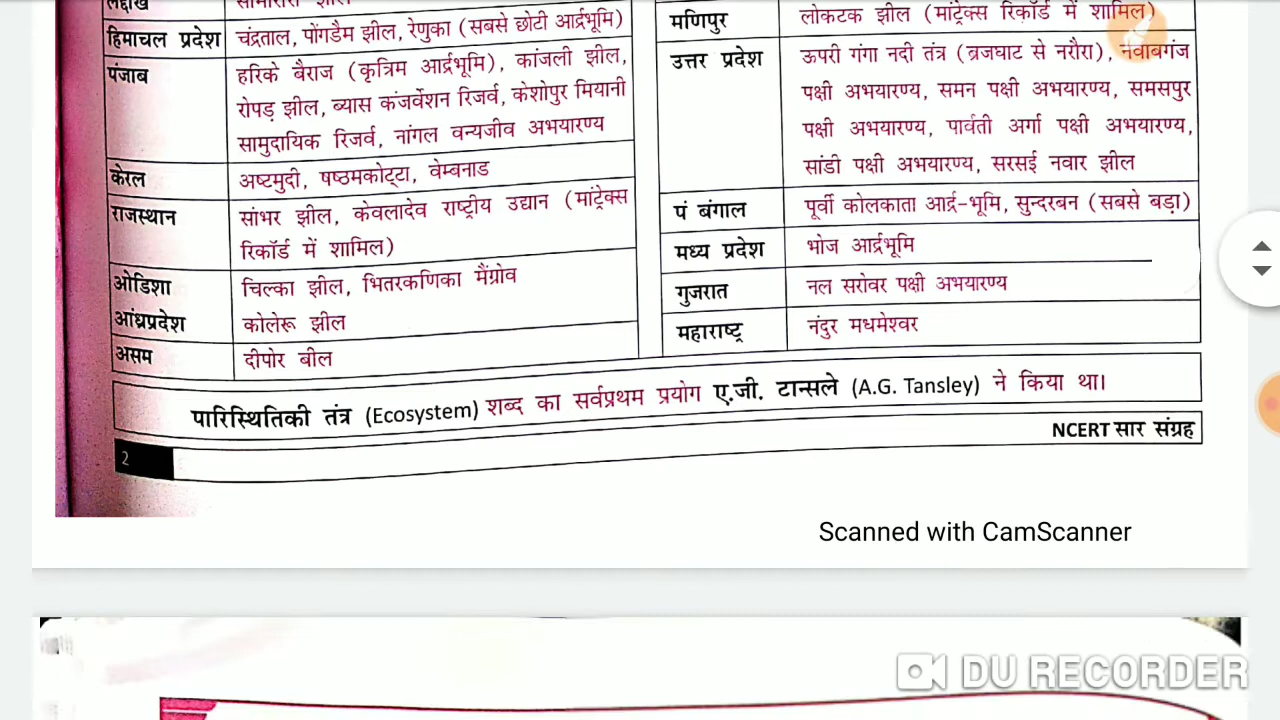 लद्दाख
हिमाचल प्रदेश
चंद्रताल, पोंगडैम झील, रेणुका (सबसे छोटी आर्द्रभूमि)
पंजाब
हरिके बैराज (कृत्रिम आर्द्रभूमि), कांजली झील,
रोपड़ झील, ब्यास कंजर्वेशन रिजर्व, केशोपुर मियानी
सामुदायिक रिजर्व, नांगल वन्यजीव अभयारण्य
केरल
अष्टमुदी, षष्ठमकोट्टा, वेम्बनाड
राजस्थान
सांभर झील, केवलादेव राष्ट्रीय उद्यान (मांट्रेक्स
रिकॉर्ड में शामिल)
ओडिशा
चिल्का झील, भितरकणिका मैंग्रोव
आंध्रप्रदेश
कोलेरू झील
असम
दीपोर बील
मणिपुर
लोकटक झील (मांट्रेक्स रिकॉर्ड में शामिल)
उत्तर प्रदेश
ऊपरी गंगा नदी तंत्र (ब्रजघाट से नरौरा), नवाबगंज
पक्षी अभयारण्य, समन पक्षी अभयारण्य, समसपुर
पक्षी अभयारण्य, पार्वती अर्गा पक्षी अभयारण्य,
सांडी पक्षी अभयारण्य, सरसई नवार झील
पं बंगाल
पूर्वी कोलकाता आर्द्र-भूमि, सुन्दरबन (सबसे बड़ा)
मध्य प्रदेश
भोज आर्द्रभूमि
गुजरात
नल सरोवर पक्षी अभयारण्य
महाराष्ट्र
नंदुर मधमेश्वर
पारिस्थितिकी तंत्र (Ecosystem) शब्द का सर्वप्रथम प्रयोग ए.जी. टान्सले (A.G. Tansley) ने किया था।
2
NCERT सार संग्रह
Scanned with CamScanner
DU RECORDER